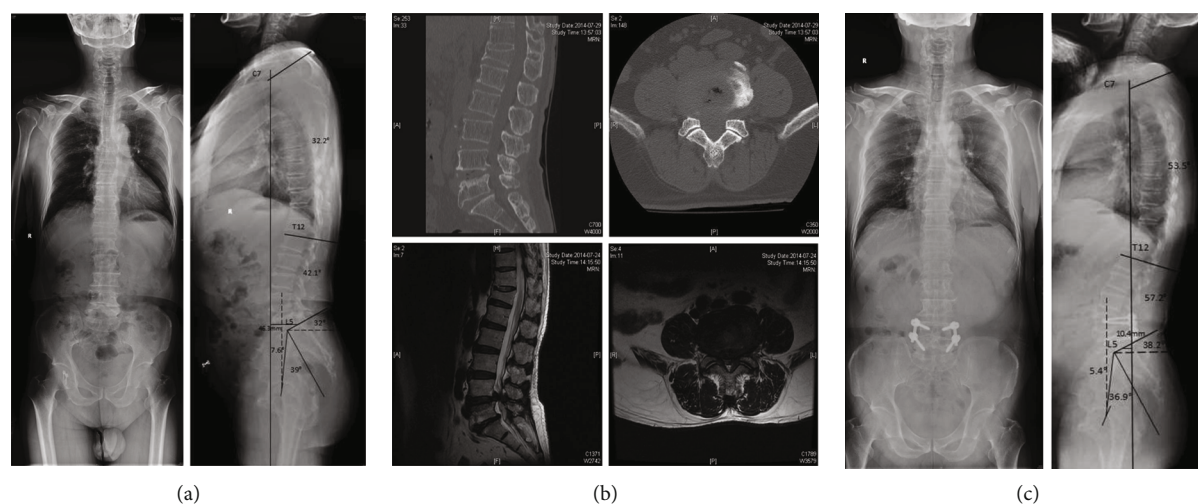 C7
32.2°
R
R
T12
42.1°
L5
33°
7.6°
39°
(a)
Se: 253
Im: 33
[H]
Study Date: 2014-07-29
Study Time: 13:57:03
MRN:
[A]
[P]
[F]
C700
W4000
Se: 2
Im: 148
[A]
Study Date: 2014-07-29
Study Time: 13:57:03
MRN:
[L]
[P]
C350
W2000
Se: 2
Im: 7
[H]
Study Date: 2014-07-24
Study Time: 14:15:50
MRN:
[A]
[P]
[F]
C1371
W2742
Se: 4
Im: 11
[A]
Study Date: 2014-07-24
Study Time: 14:15:50
MRN:
[R]
[L]
[P]
C1789
W3579
(b)
R
C7
53.5°
T12
57.2°
10.4mm
L5
38.2°
5.4°
36.9°
(c)